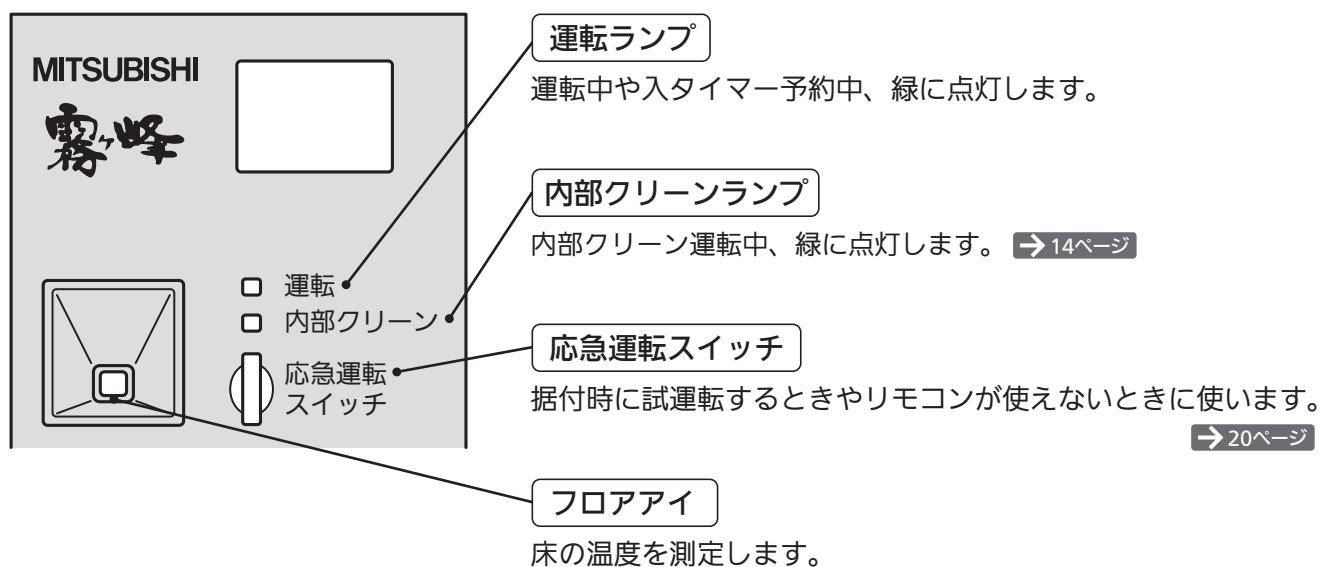 MITSUBISHI
霧ヶ峰
運転
内部クリーン
応急運転
スイッチ
運転ランプ
運転中や入タイマー予約中、緑に点灯します。
内部クリーンランプ
内部クリーン運転中、緑に点灯します。 → 14ページ
応急運転スイッチ
据付時に試運転するときやリモコンが使えないときに使います。
→ 20ページ
フロアアイ
床の温度を測定します。